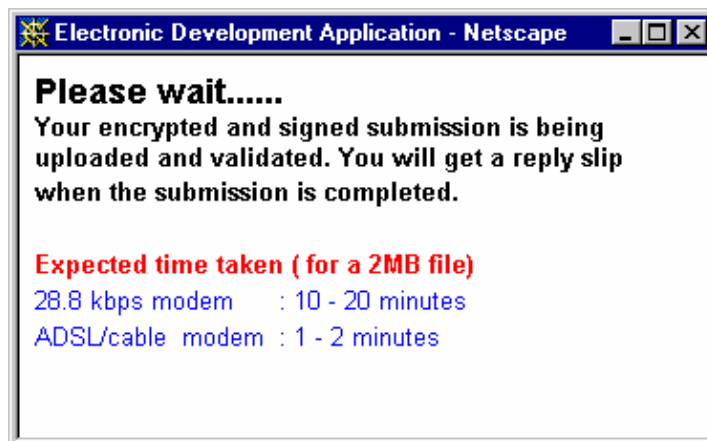 Electronic Development Application - Netscape
Please wait......
Your encrypted and signed submission is being
uploaded and validated. You will get a reply slip
when the submission is completed.
Expected time taken ( for a 2MB file)
28.8 kbps modem : 10 - 20 minutes
ADSL/cable modem : 1 - 2 minutes